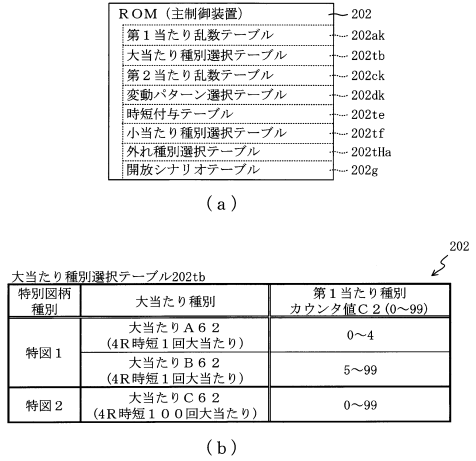 ROM（主制御装置） 202
第１当たり乱数テーブル 202ak
大当たり種別選択テーブル 202tb
第２当たり乱数テーブル 202ck
変動パターン選択テーブル 202dk
時短付与テーブル 202te
小当たり種別選択テーブル 202tf
外れ種別選択テーブル 202tHa
開放シナリオテーブル 202g
（a）
202
大当たり種別選択テーブル202tb
特別図柄
種別
大当たり種別
第１当たり種別
カウンタ値Ｃ２(0～99)
特図１
大当たりＡ６２
(4Ｒ時短１回大当たり)
0～4
大当たりＢ６２
(4Ｒ時短１回大当たり)
5～99
特図２
大当たりＣ６２
(4Ｒ時短１００回大当たり)
0～99
（b）